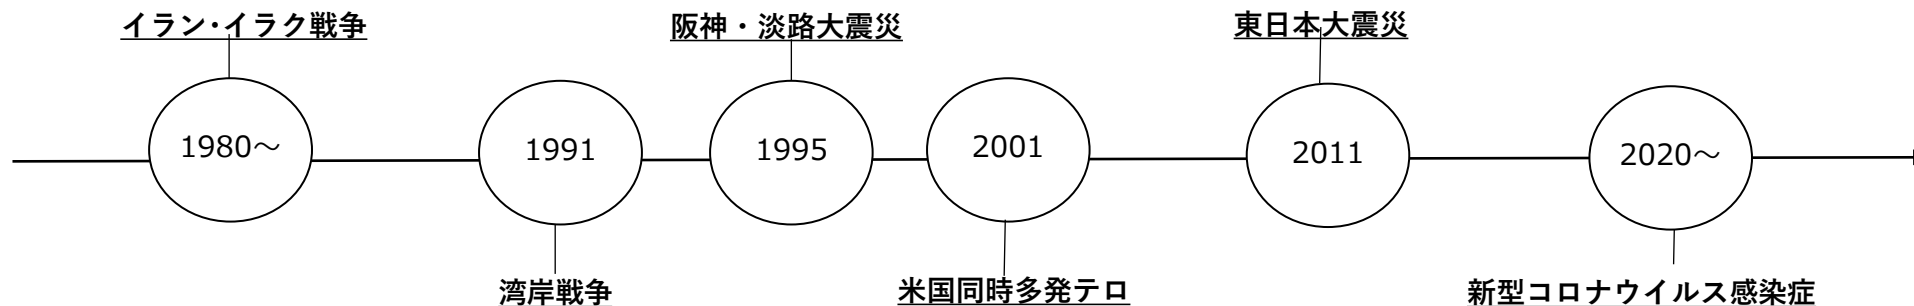 イラン・イラク戦争
阪神・淡路大震災
東日本大震災
1980～
1991
1995
2001
2011
2020～
湾岸戦争
米国同時多発テロ
新型コロナウイルス感染症